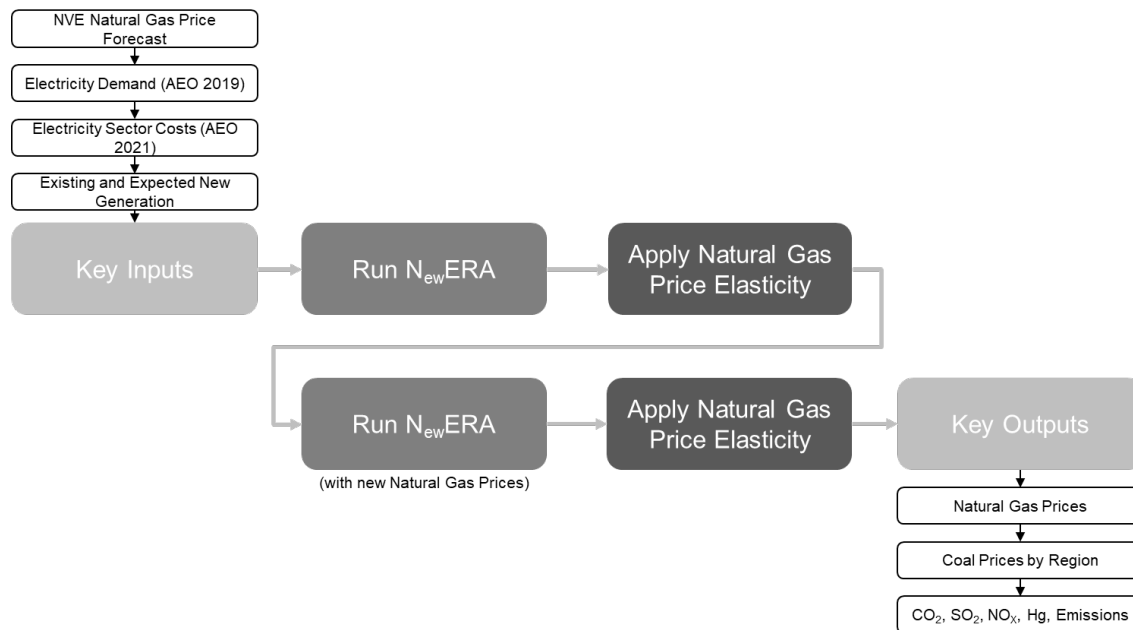 NVE Natural Gas Price
Forecast
Electricity Demand (AEO 2019)
Electricity Sector Costs (AEO
2021)
Existing and Expected New
Generation
Key Inputs
Run NewERA
Apply Natural Gas
Price Elasticity
Run NewERA
(with new Natural Gas Prices)
Apply Natural Gas
Price Elasticity
Key Outputs
Natural Gas Prices
Coal Prices by Region
CO₂, SO₂, NOₓ, Hg, Emissions